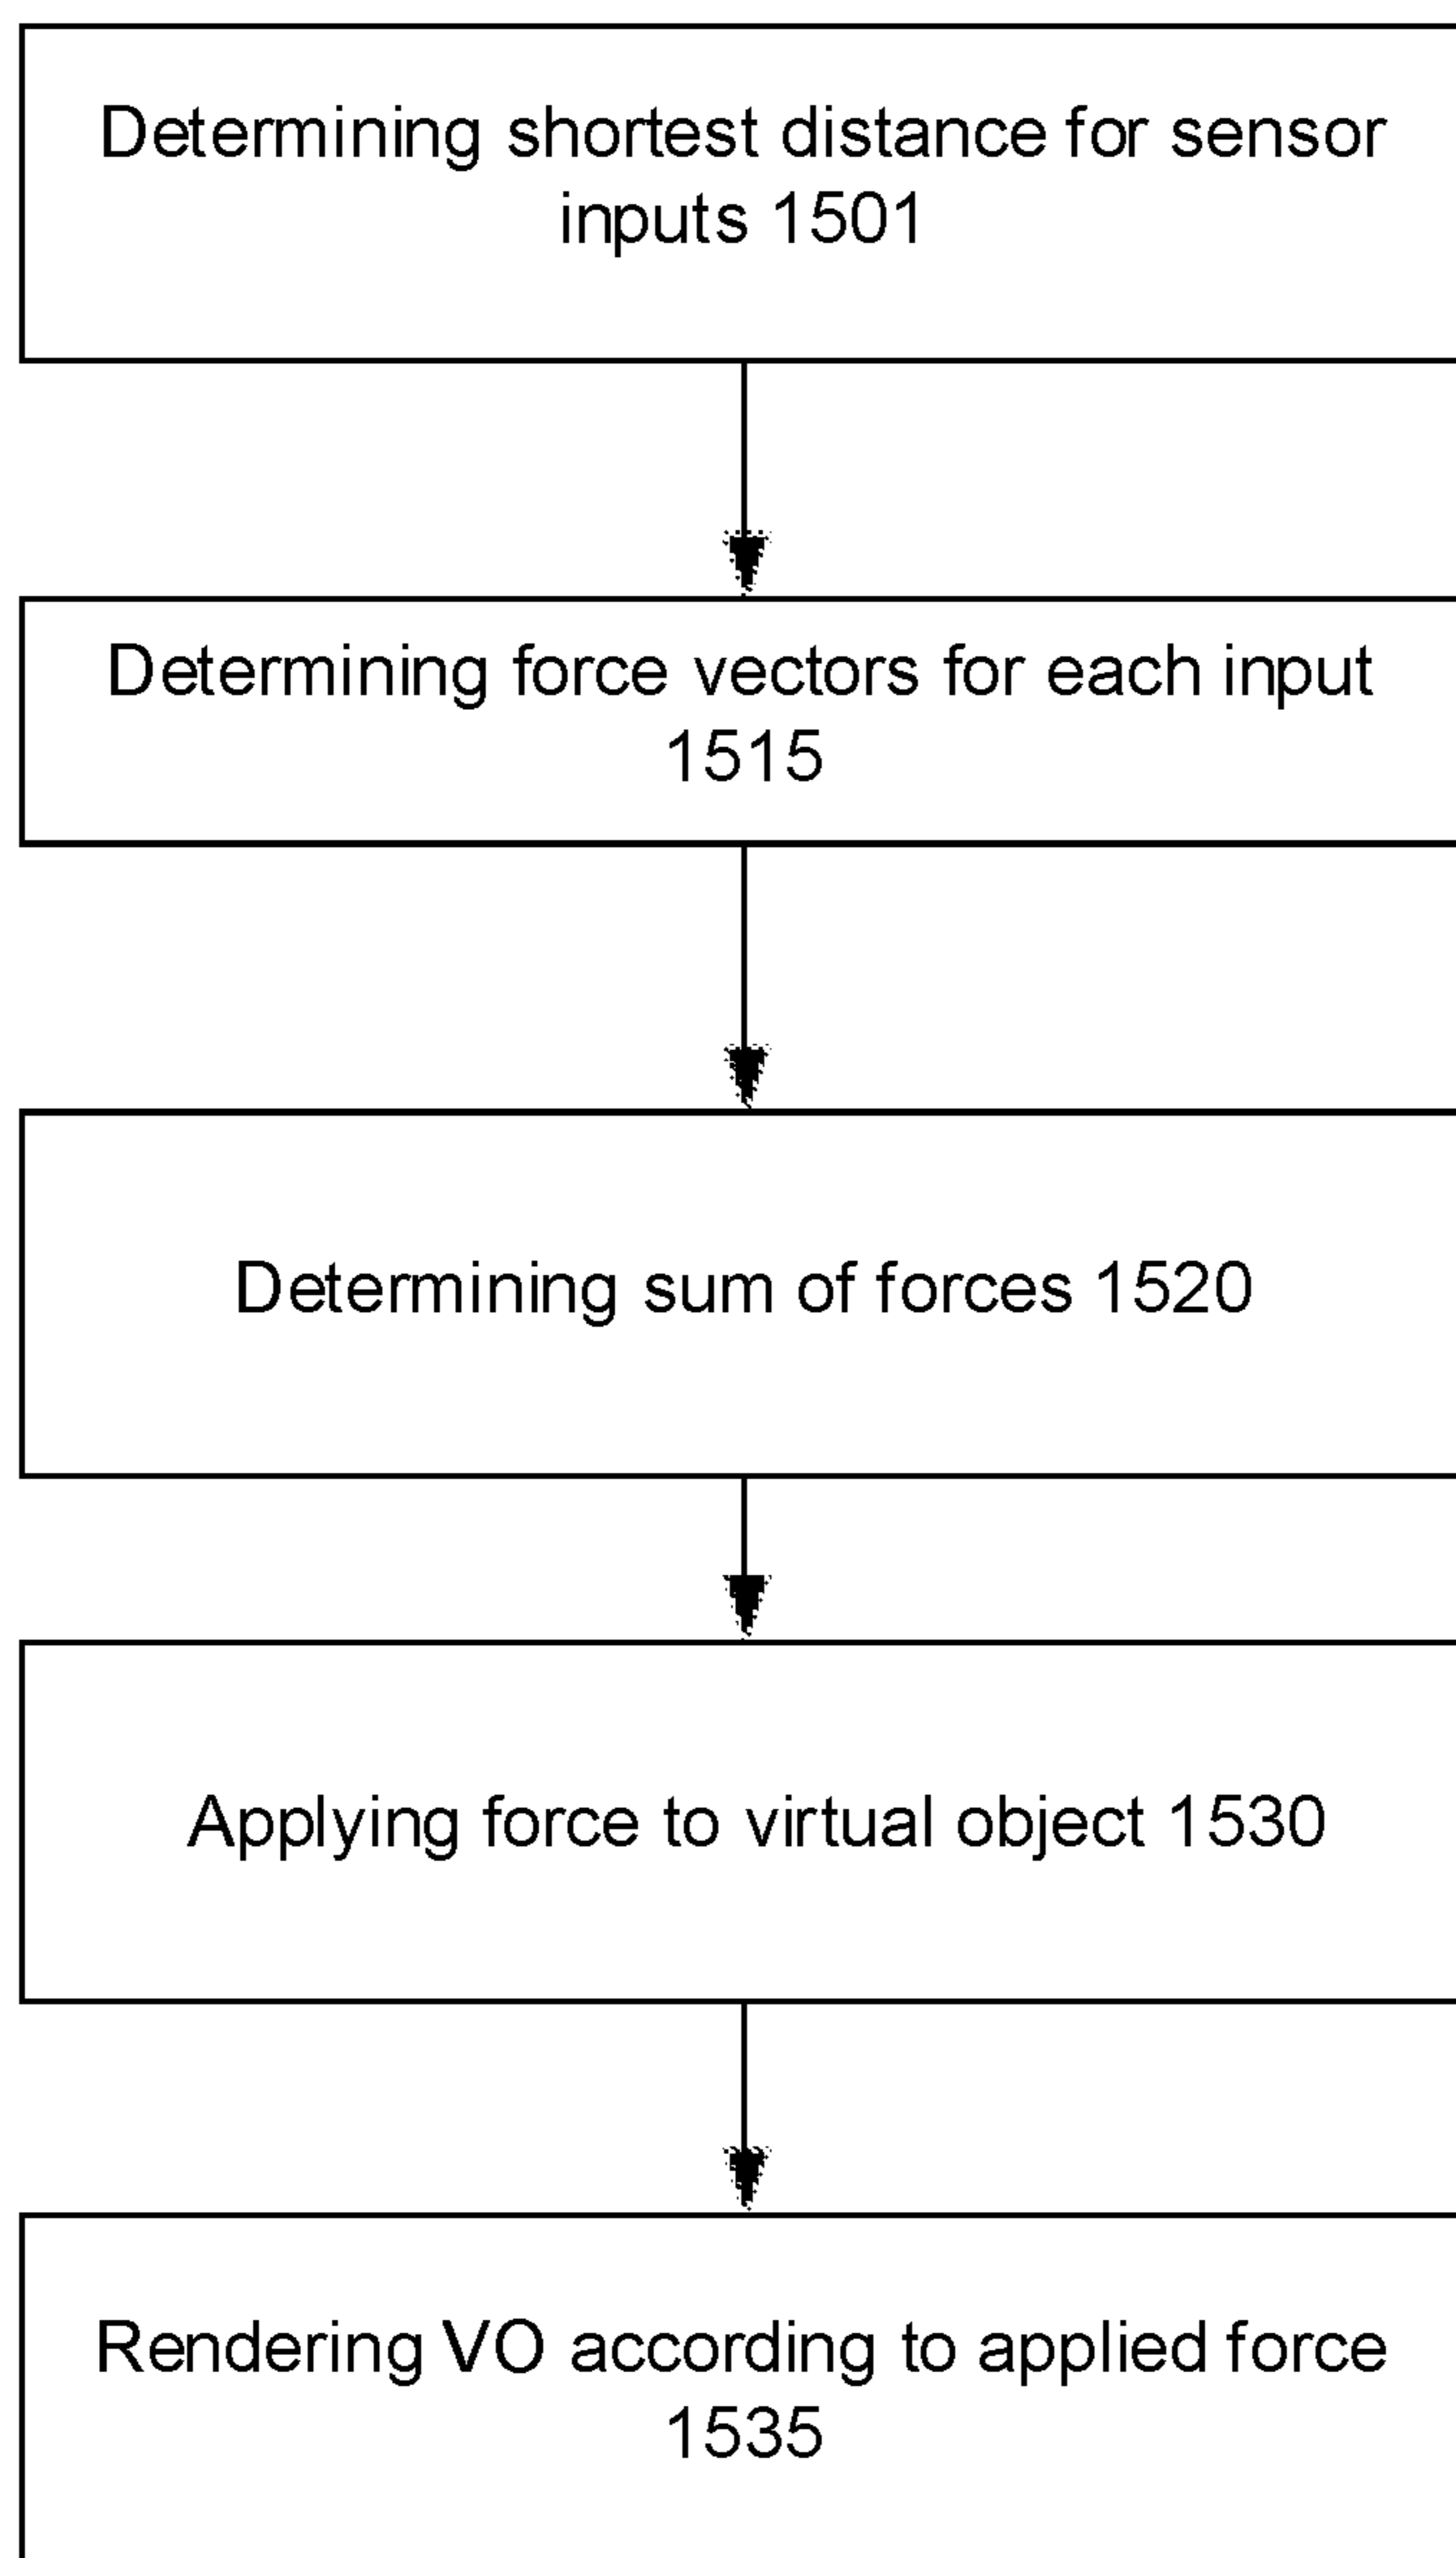 Determining shortest distance for sensor
inputs 1501
Determining force vectors for each input
1515
Determining sum of forces 1520
Applying force to virtual object 1530
Rendering VO according to applied force
1535